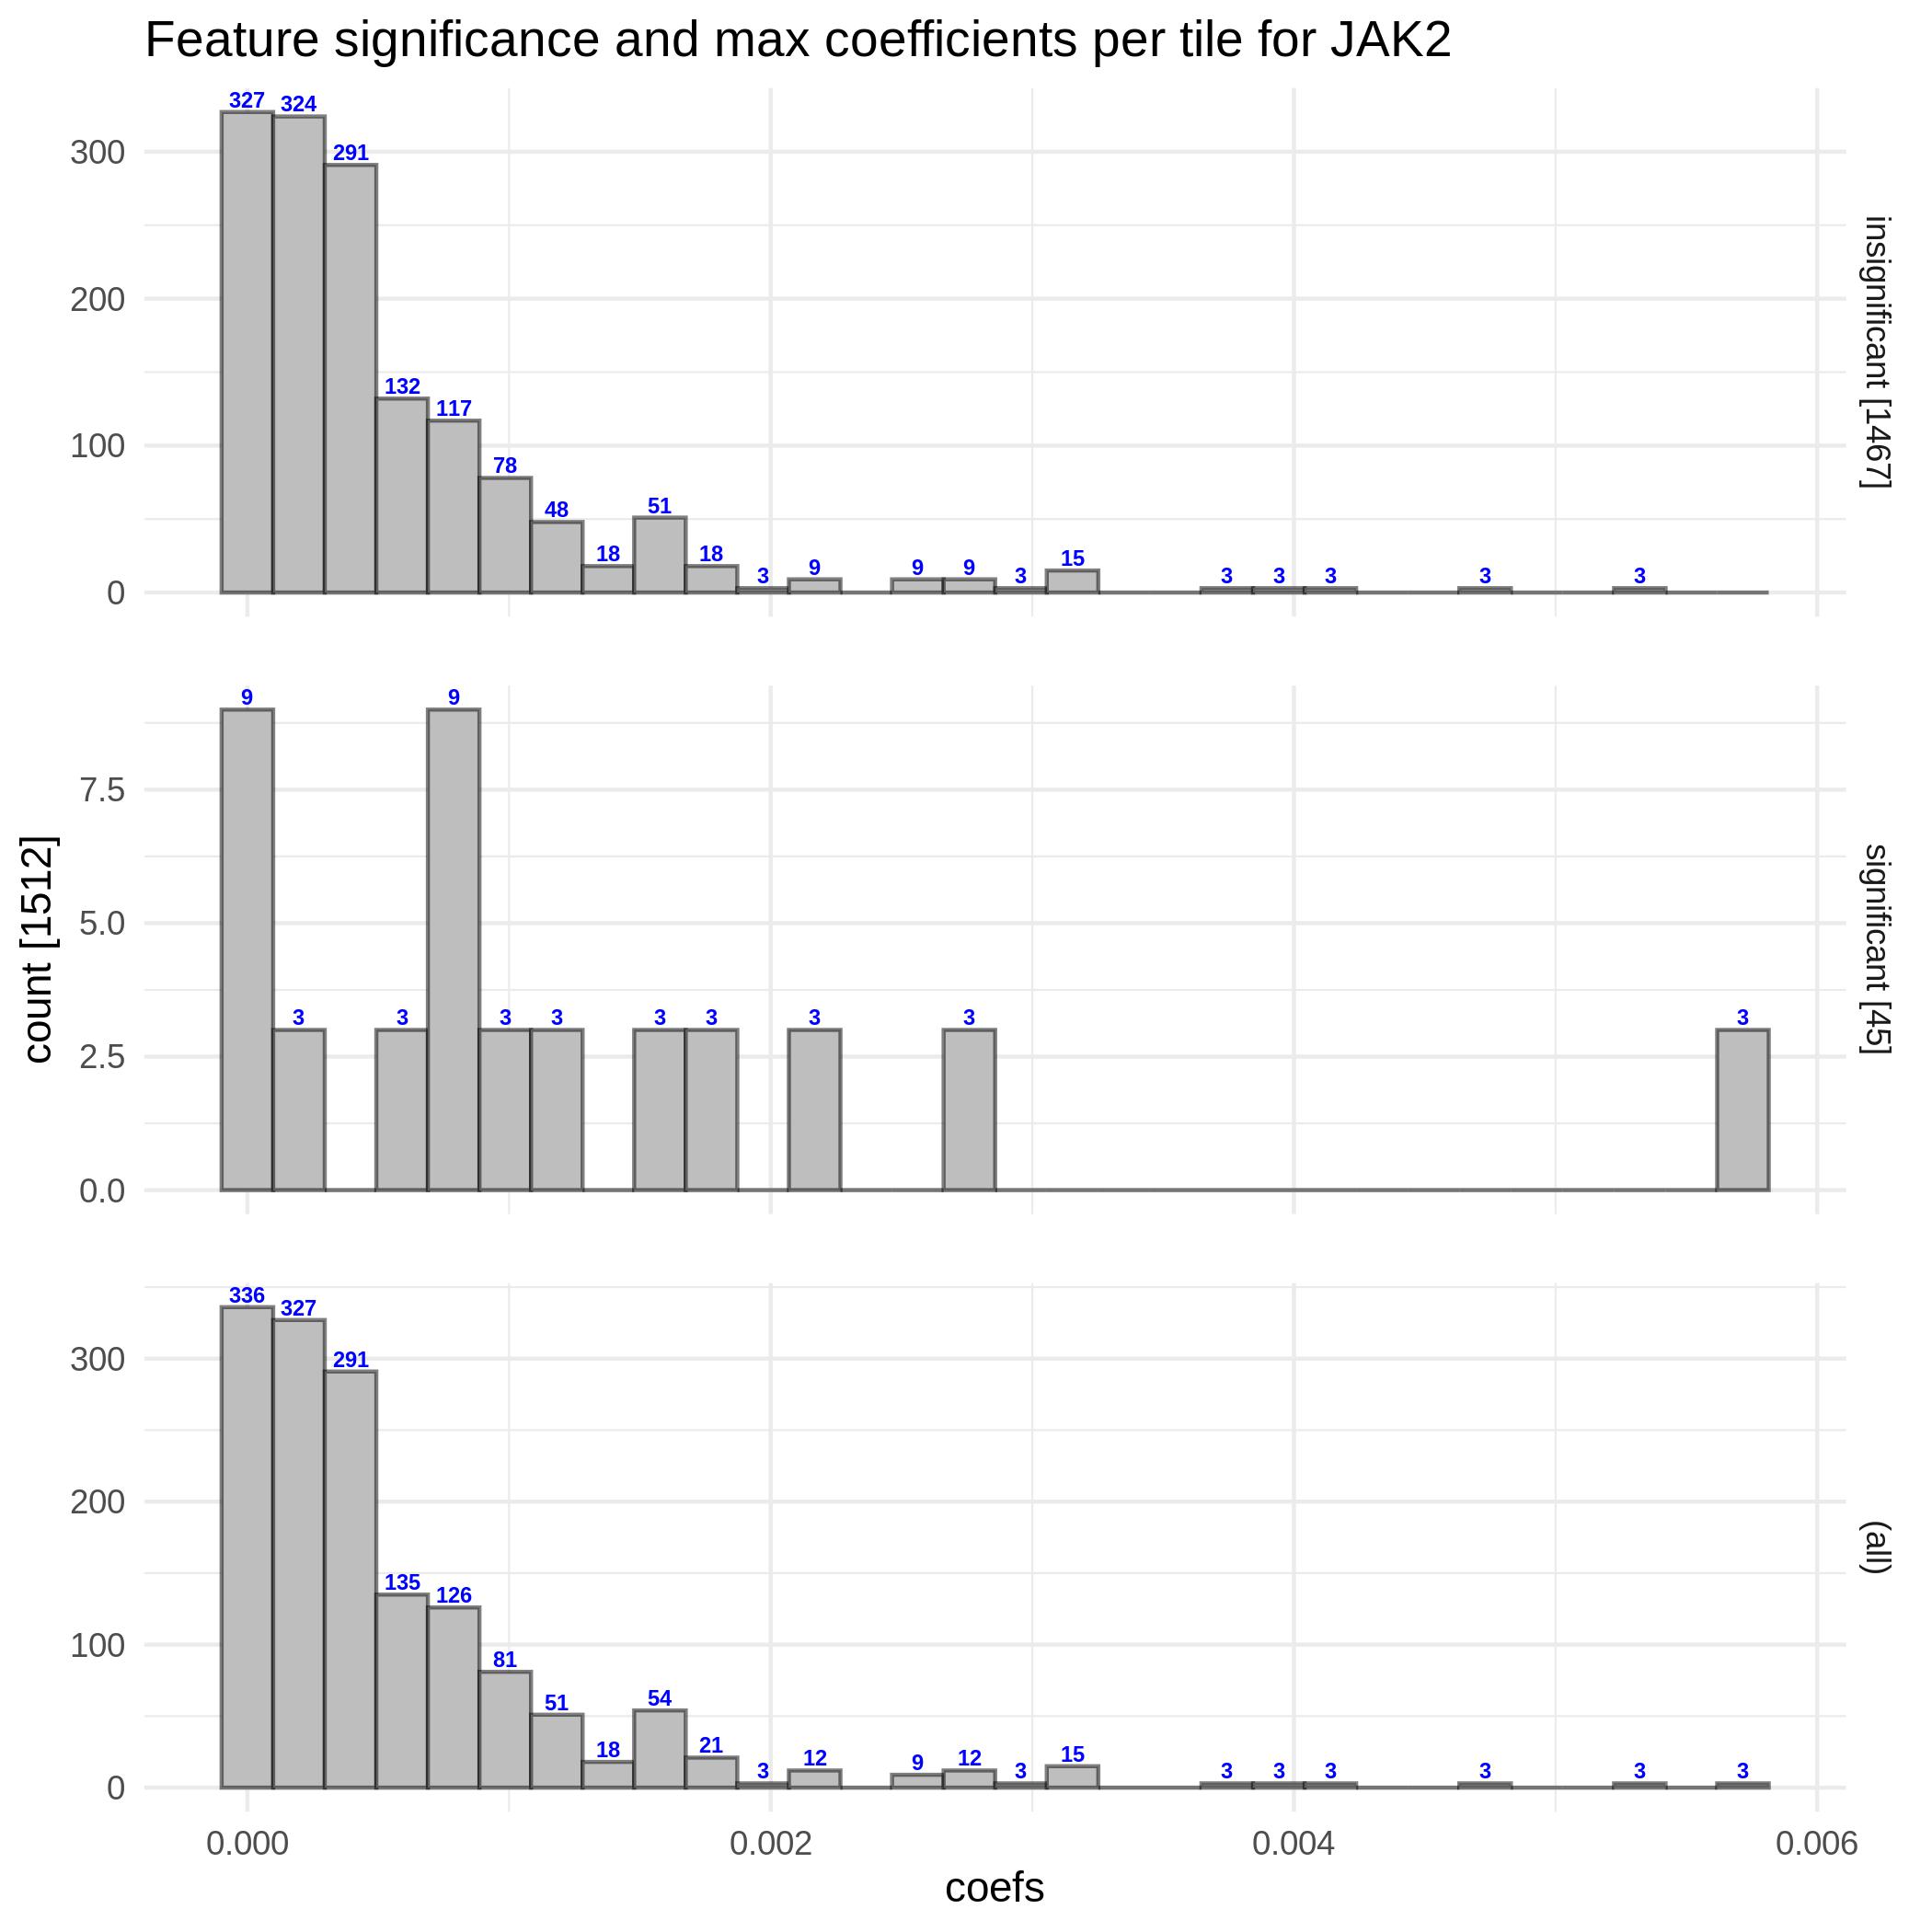 Feature significance and max coefficients per tile for JAK2
327 324 291 132 117 78 48 18 51 18 3 9 9 9 3 15 3 3 3 3 3
300
200
100
0
insignificant [1467]
9 3 3 9 3 3 3 3 3 3 3
7.5
5.0
2.5
0.0
significant [45]
count [1512]
336 327 291 135 126 81 51 18 54 21 3 12 9 12 3 15 3 3 3 3 3 3
300
200
100
0
(all)
0.000 0.002 0.004 0.006
coefs